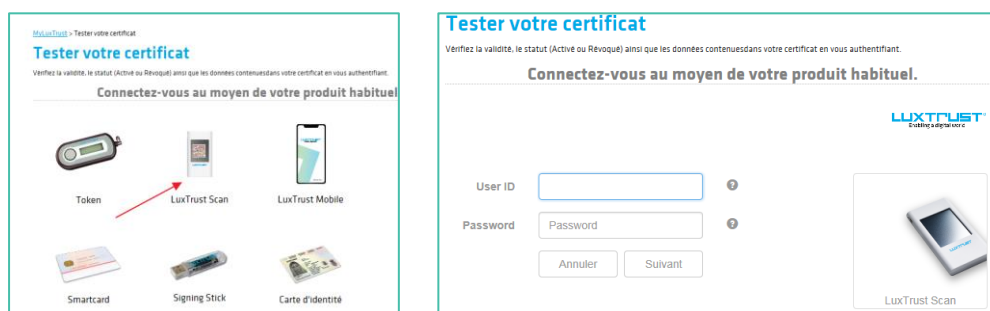 MyLuxTrust > Tester votre certificat
Tester votre certificat
Vérifiez la validité, le statut (Activé ou Révoqué) ainsi que les données contenuesdans votre certificat en vous authentifiant.
Connectez-vous au moyen de votre produit habituel
Token
LuxTrust Scan
LuxTrust Mobile
Smartcard
Signing Stick
Carte d'identité
Tester votre certificat
Vérifiez la validité, le statut (Activé ou Révoqué) ainsi que les données contenuesdans votre certificat en vous authentifiant.
Connectez-vous au moyen de votre produit habituel.
LUXTRUST
Enabling a digital world
User ID
Password
Password
Annuler
Suivant
LUXTRUST
LuxTrust Scan